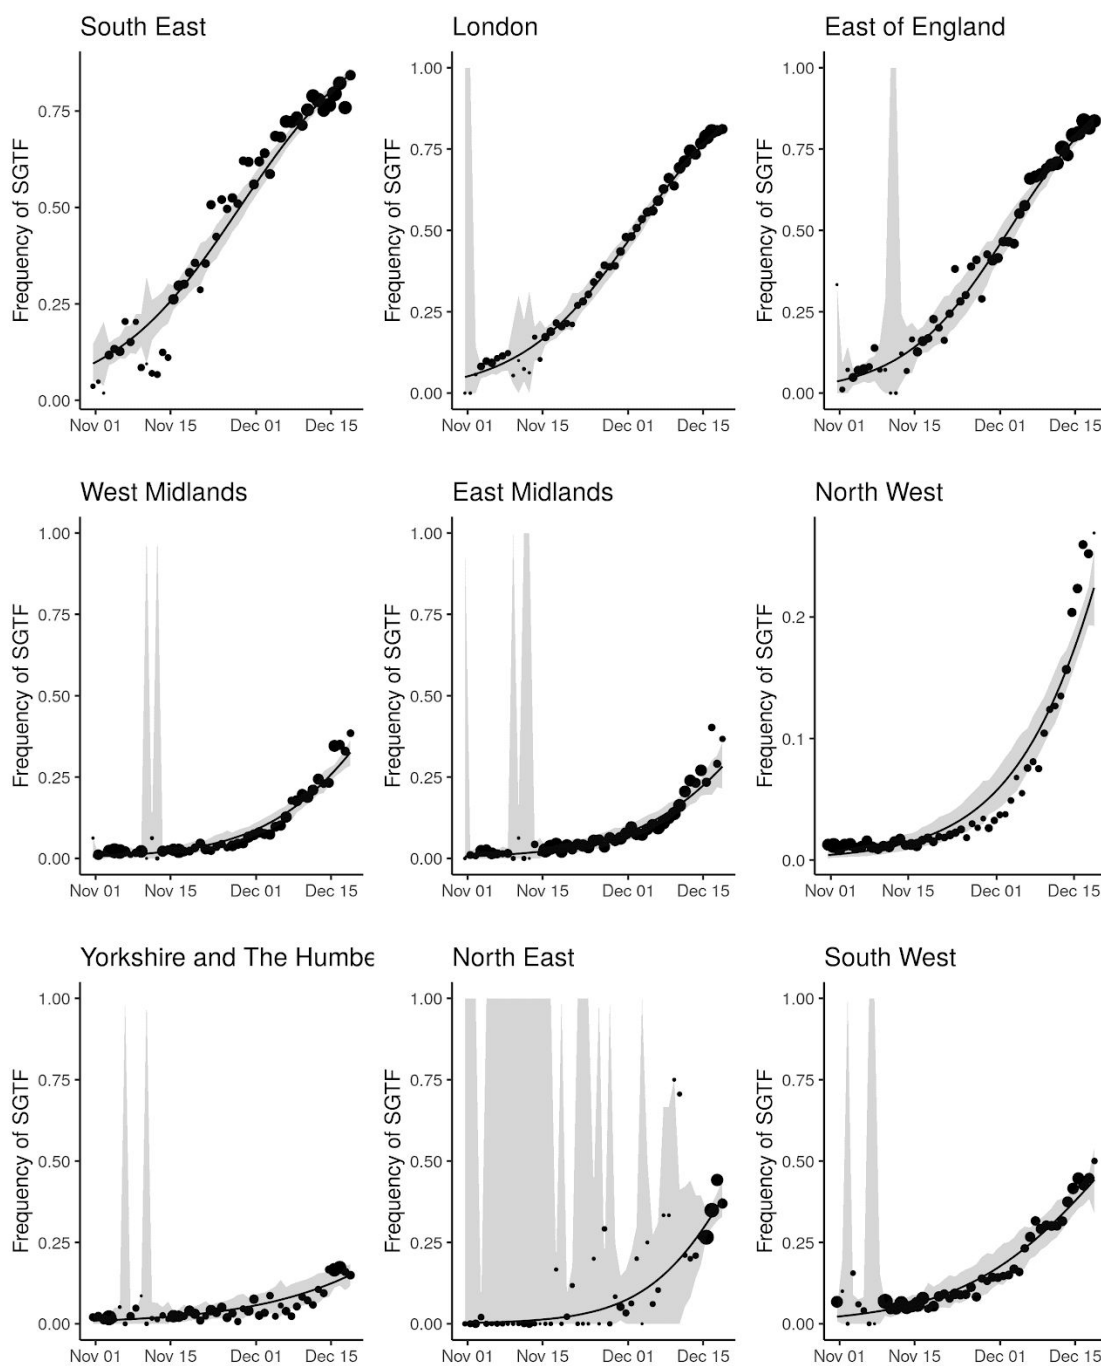 South East
London
East of England
Frequency of SGTF
0.75
0.50
0.25
0.00
Nov 01 Nov 15 Dec 01 Dec 15
Frequency of SGTF
1.00
0.75
0.50
0.25
0.00
Nov 01 Nov 15 Dec 01 Dec 15
Frequency of SGTF
1.00
0.75
0.50
0.25
0.00
Nov 01 Nov 15 Dec 01 Dec 15
West Midlands
East Midlands
North West
Frequency of SGTF
1.00
0.75
0.50
0.25
0.00
Nov 01 Nov 15 Dec 01 Dec 15
Frequency of SGTF
1.00
0.75
0.50
0.25
0.00
Nov 01 Nov 15 Dec 01 Dec 15
Frequency of SGTF
0.2
0.1
0.0
Nov 01 Nov 15 Dec 01 Dec 15
Yorkshire and The Humbe
North East
South West
Frequency of SGTF
1.00
0.75
0.50
0.25
0.00
Nov 01 Nov 15 Dec 01 Dec 15
Frequency of SGTF
1.00
0.75
0.50
0.25
0.00
Nov 01 Nov 15 Dec 01 Dec 15
Frequency of SGTF
1.00
0.75
0.50
0.25
0.00
Nov 01 Nov 15 Dec 01 Dec 15